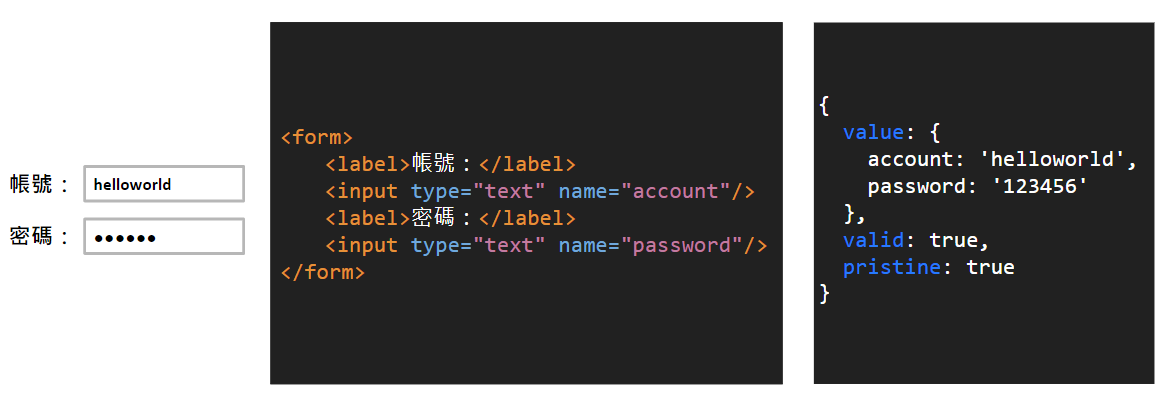 帳號： helloworld
密碼： ●●●●●●
<form>
    <label>帳號：</label>
    <input type="text" name="account"/>
    <label>密碼：</label>
    <input type="text" name="password"/>
</form>
{
  value: {
    account: 'helloworld',
    password: '123456'
  },
  valid: true,
  pristine: true
}